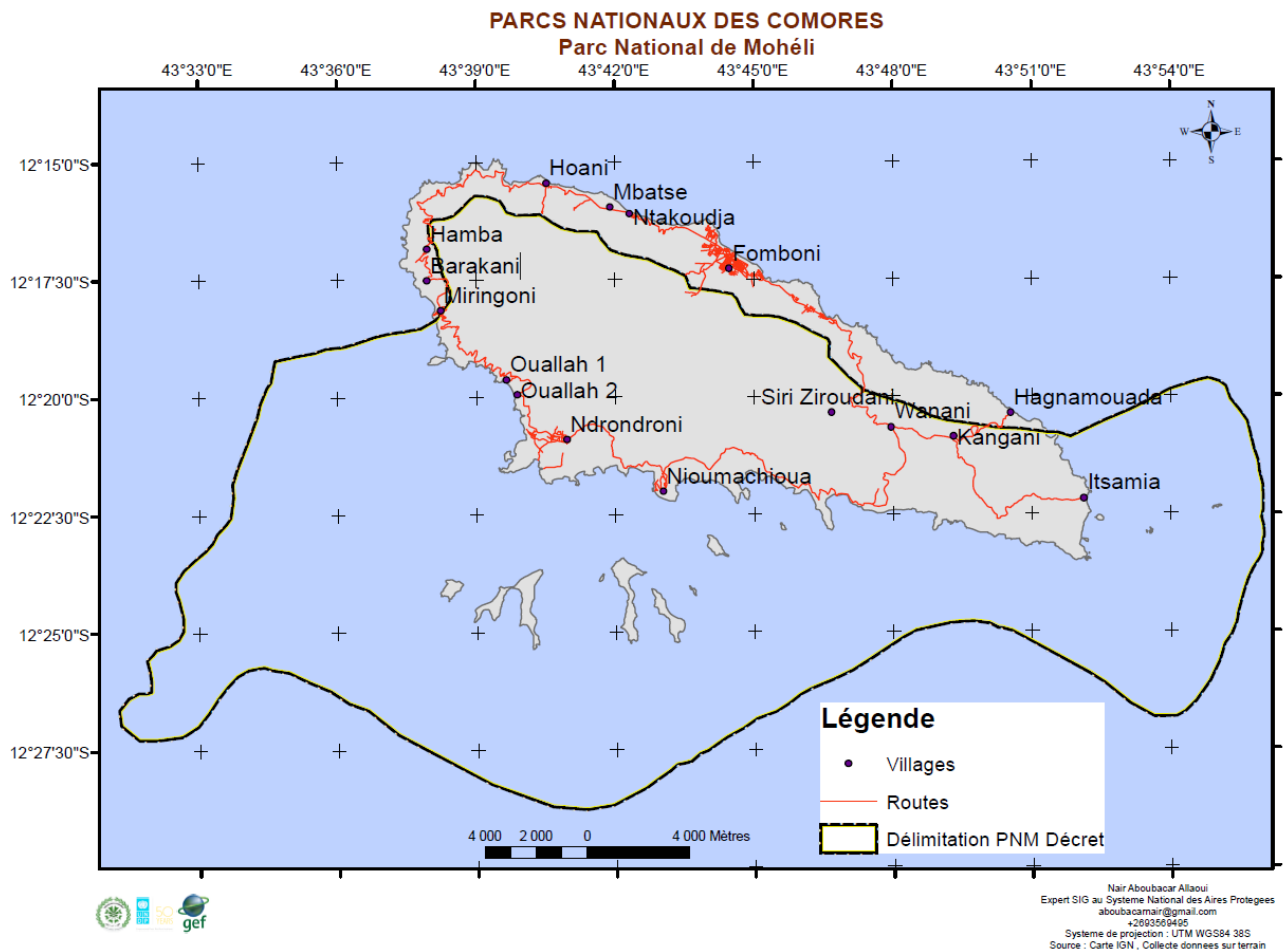 PARCS NATIONAUX DES COMORES
Parc National de Mohéli
43°33'0"E 43°36'0"E 43°39'0"E 43°42'0"E 43°45'0"E 43°48'0"E 43°51'0"E 43°54'0"E
N
W E
S
12°15'0"S
Hoani
Mbatse
Ntakoudja
Hamba
Fomboni
Barakani
12°17'30"S
Miringoni
Ouallah 1
Ouallah 2
12°20'0"S
Siri Ziroudani
Hagnamouada
Wanani
Ndrondroni
Kangani
Nioumachioua
Itsamia
12°22'30"S
12°25'0"S
12°27'30"S
Légende
Villages
Routes
Délimitation PNM Décret
4 000 2 000 0 4 000 Mètres
gef
Nair Aboubacar Allaoui
Expert SIG au Systeme National des Aires Protegees
aboubacarnair@gmail.com
+2693569495
Systeme de projection : UTM WGS84 38S
Source : Carte IGN , Collecte donnees sur terrain